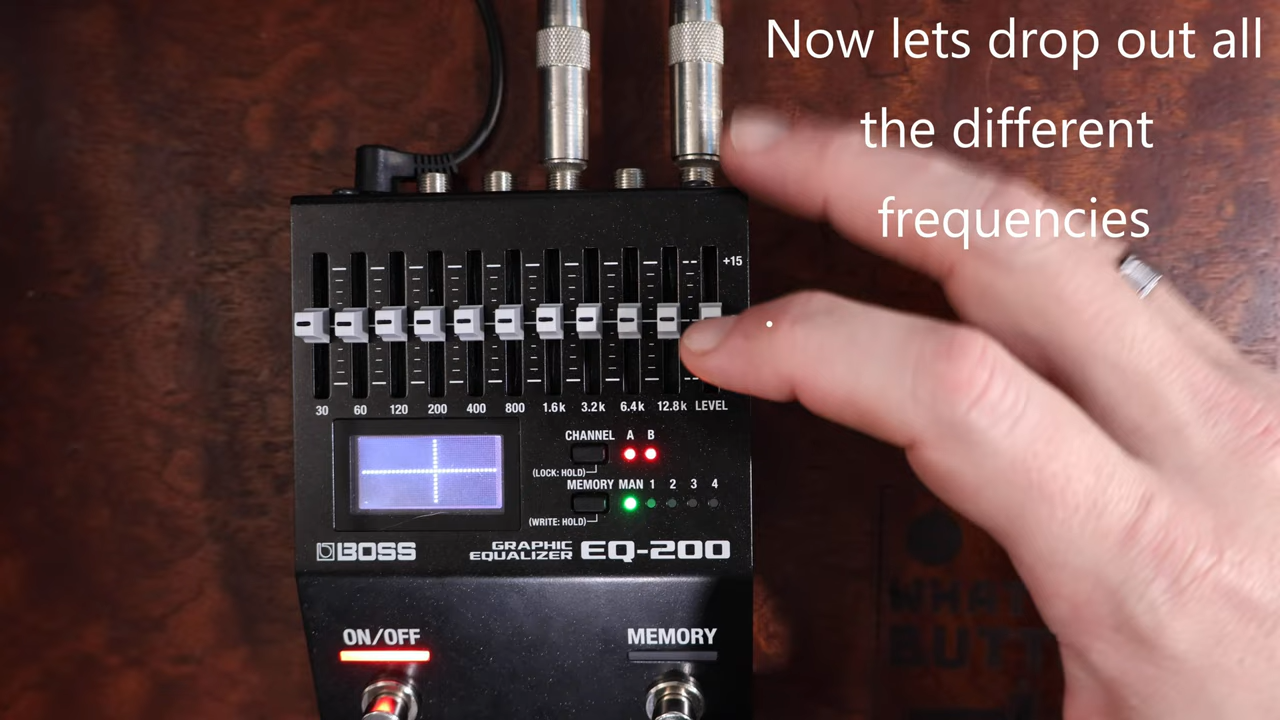 Now lets drop out all
the different
frequencies
+15
30 60 120 200 400 800 1.6k 3.2k 6.4k 12.8k LEVEL
CHANNEL A B
(LOCK: HOLD)
MEMORY MAN 1 2 3 4
(WRITE: HOLD)
BOSS GRAPHIC
EQUALIZER EQ-200
ON/OFF MEMORY
WHAT
BUTT